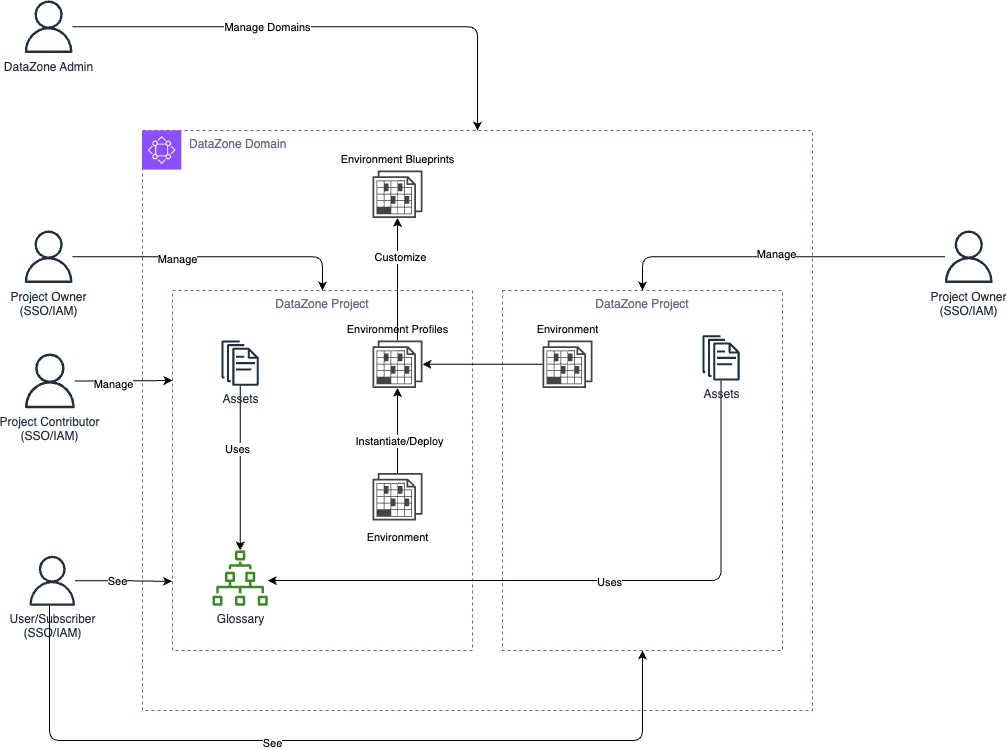 Manage Domains
DataZone Admin
DataZone Domain
Environment Blueprints
Customize
Manage
Manage
Project Owner
(SSO/IAM)
Project Owner
(SSO/IAM)
DataZone Project
DataZone Project
Environment Profiles
Environment
Manage
Assets
Assets
Project Contributor
(SSO/IAM)
Uses
Instantiate/Deploy
Environment
See
Uses
User/Subscriber
(SSO/IAM)
Glossary
See